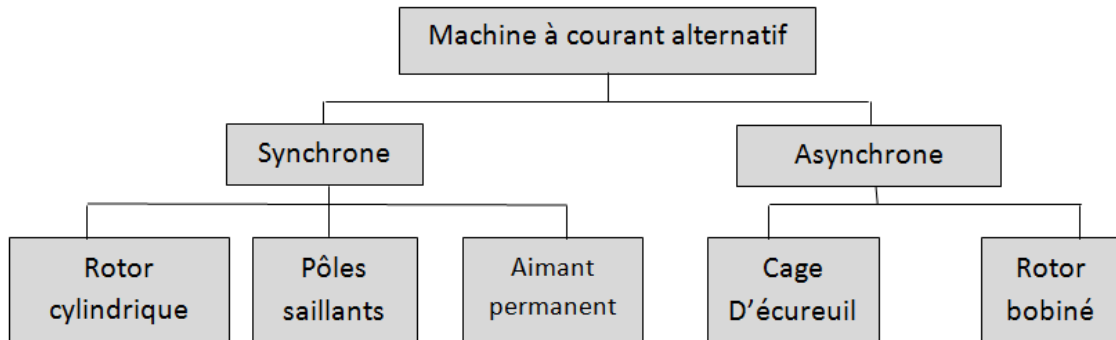 Machine à courant alternatif
Synchrone
Asynchrone
Rotor
cylindrique
Pôles
saillants
Aimant
permanent
Cage
D’écureuil
Rotor
bobiné